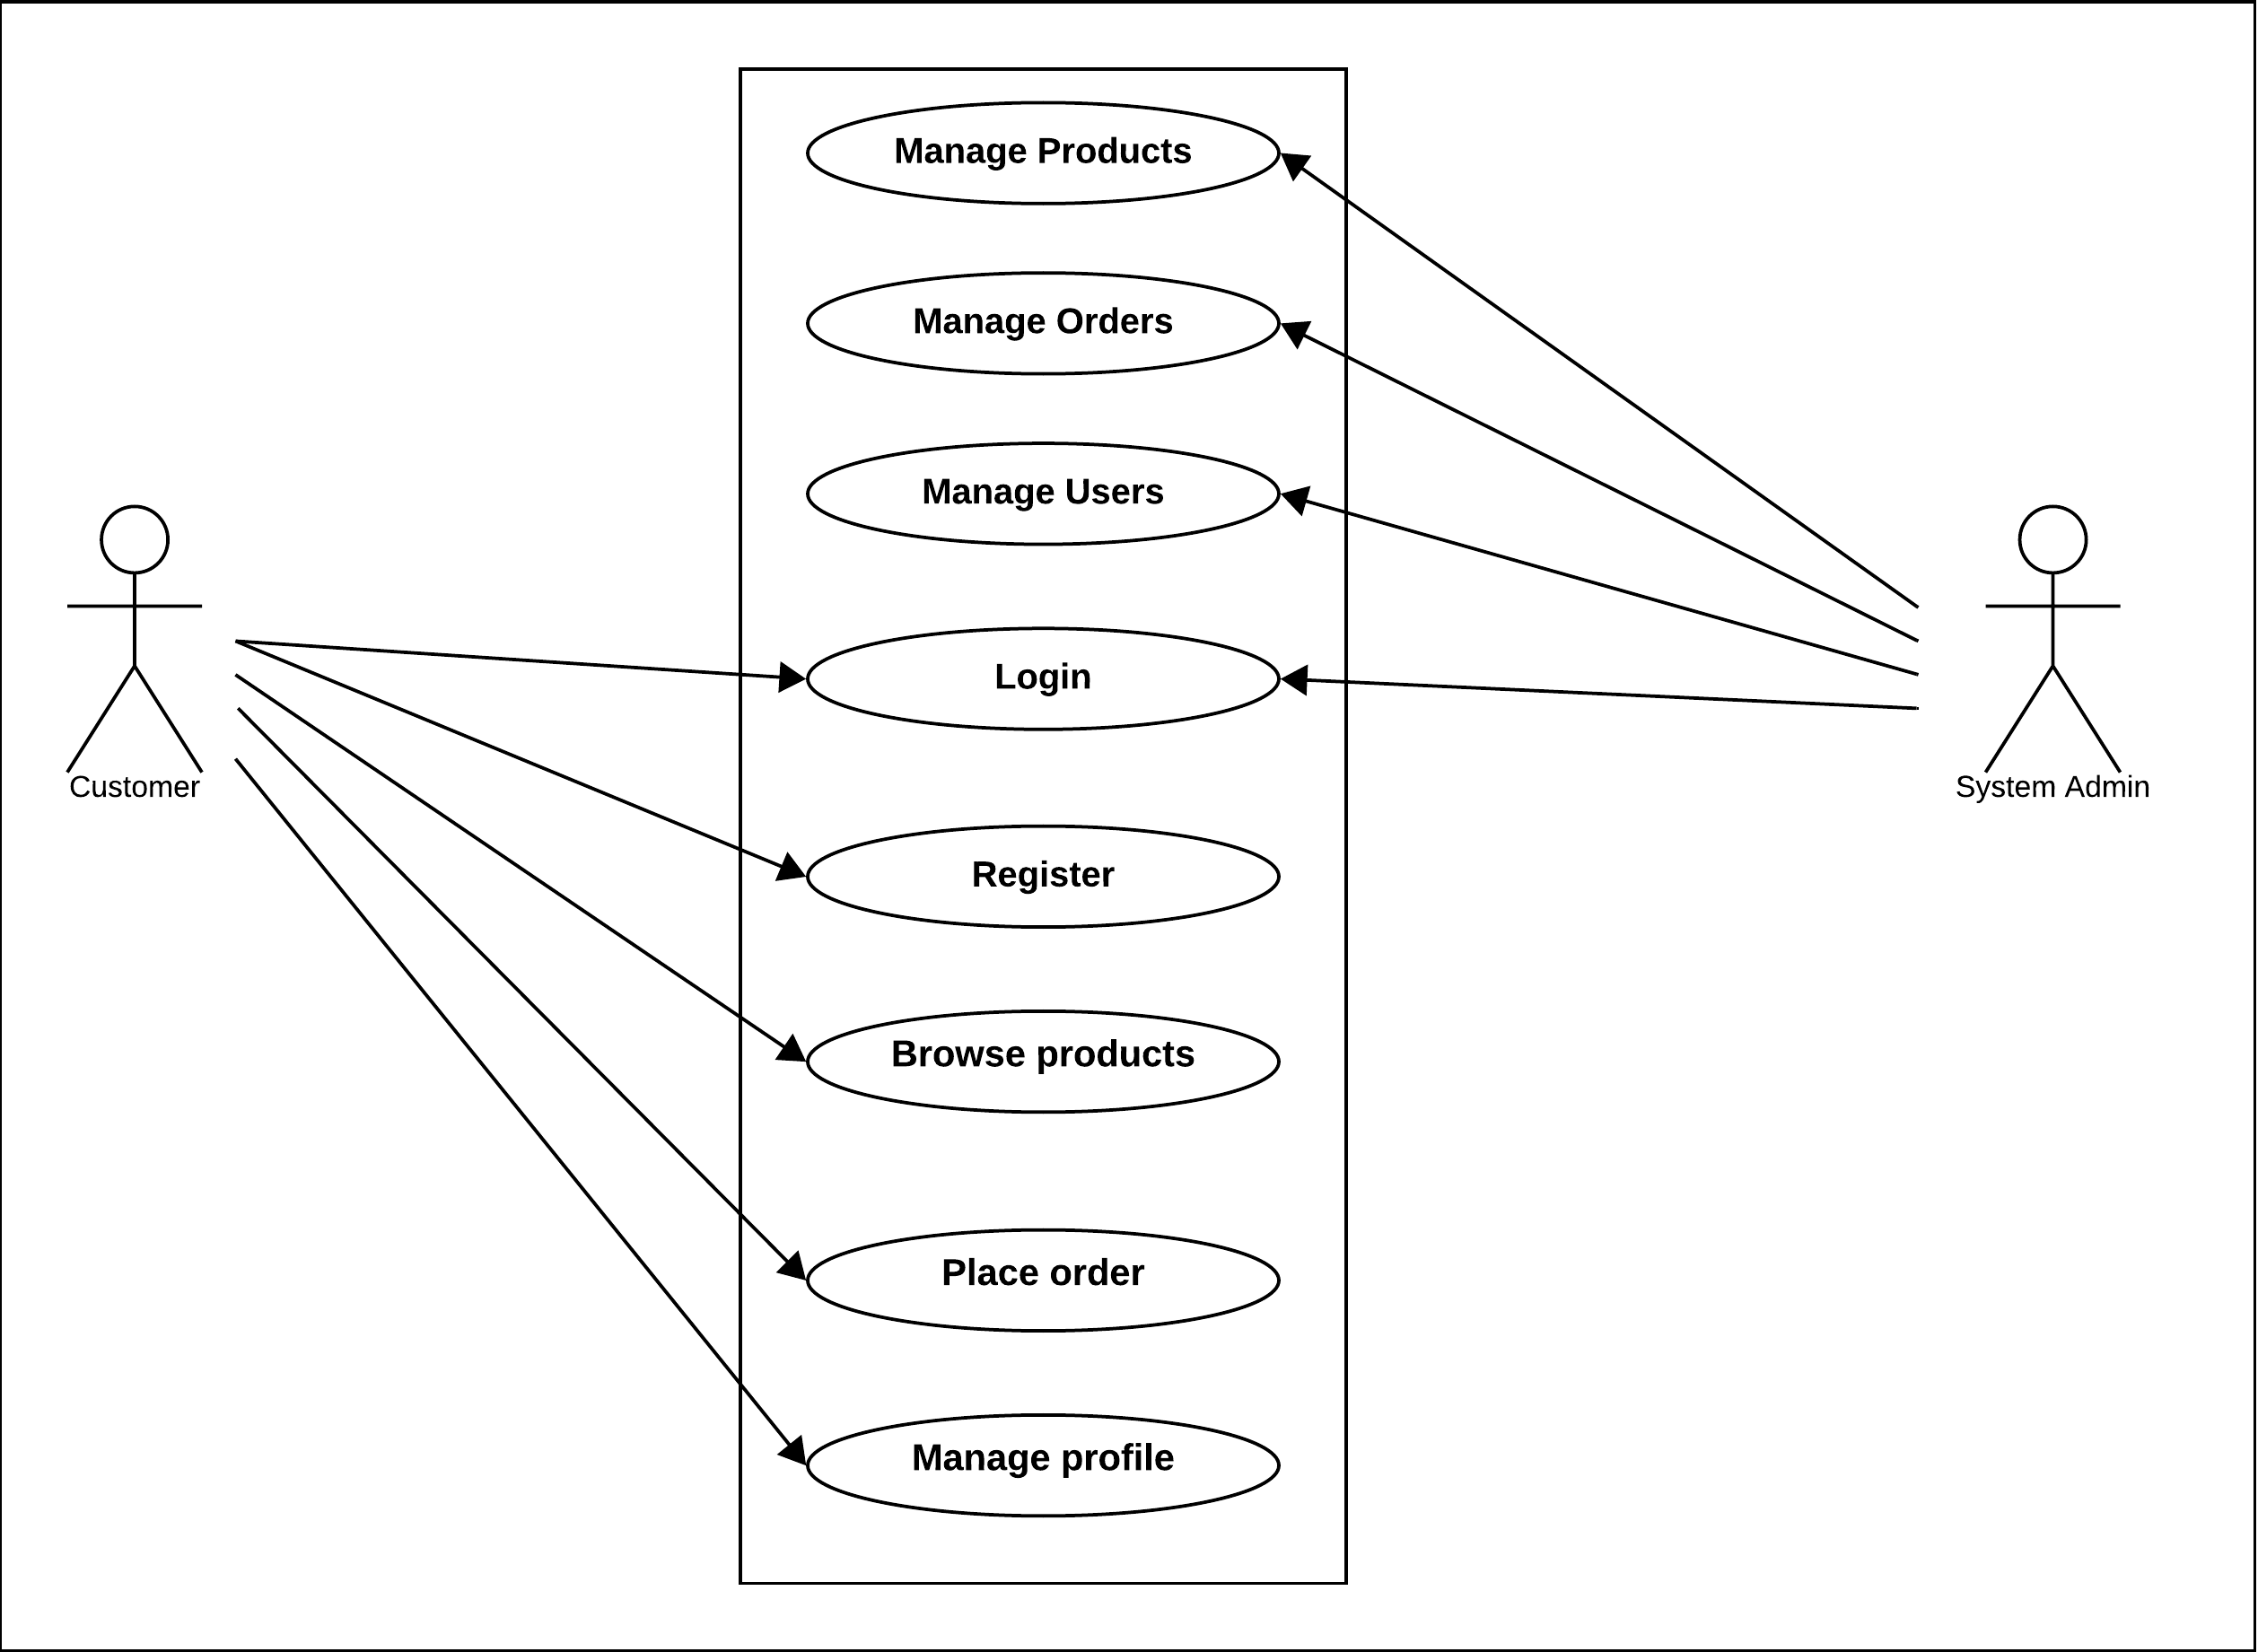 Manage Products
Manage Orders
Manage Users
Login
Customer
System Admin
Register
Browse products
Place order
Manage profile